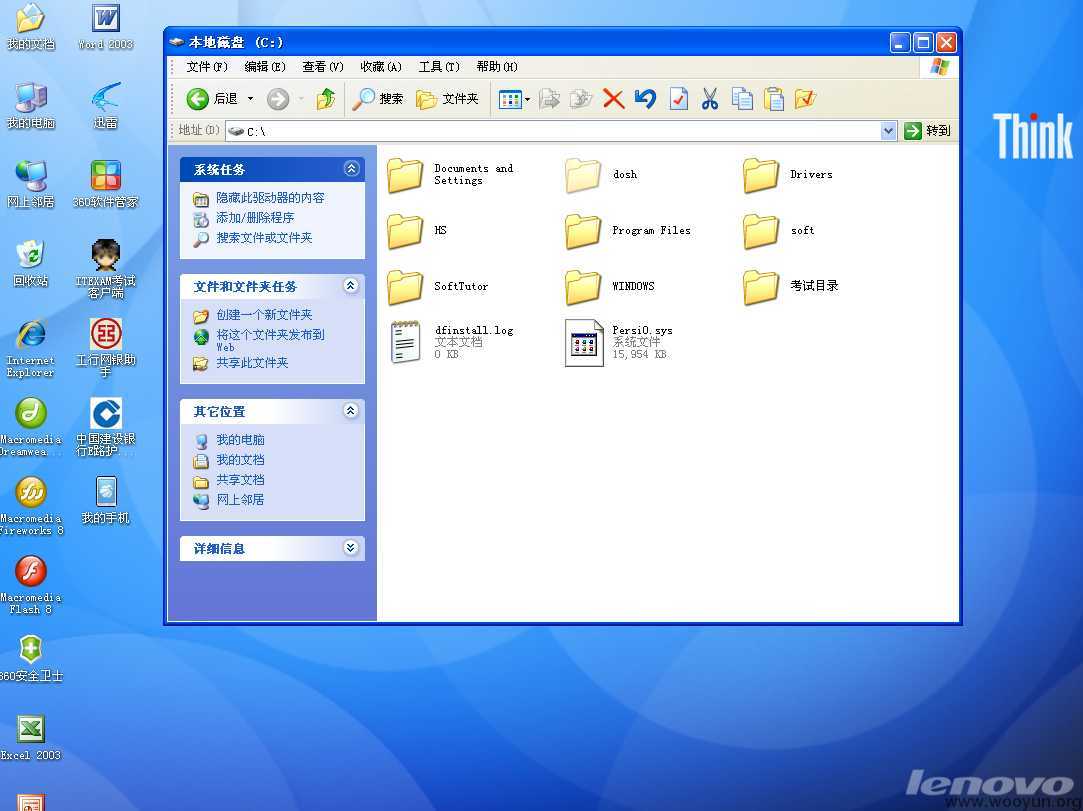 我的文档
Word 2003
我的电脑
迅雷
网上邻居
360软件管家
回收站
ITEXAM考试
客户端
Internet
Explorer
工行网银助
手
Macromedia
Dreamwea...
中国建设银
行E路护...
Macromedia
Fireworks 8
我的手机
Macromedia
Flash 8
360安全卫士
Excel 2003
本地磁盘 (C:)
文件(F) 编辑(E) 查看(V) 收藏(A) 工具(T) 帮助(H)
后退 搜索 文件夹
地址(D) C:\ 转到
系统任务
隐藏此驱动器的内容
添加/删除程序
搜索文件或文件夹
文件和文件夹任务
创建一个新文件夹
将这个文件夹发布到
Web
共享此文件夹
其它位置
我的电脑
我的文档
共享文档
网上邻居
详细信息
Documents and
Settings
dosh
Drivers
HS
Program Files
soft
SoftTutor
WINDOWS
考试目录
dfinstall.log
文本文档
0 KB
Persi0.sys
系统文件
15,954 KB
Think
lenovo
www.wooyun.org